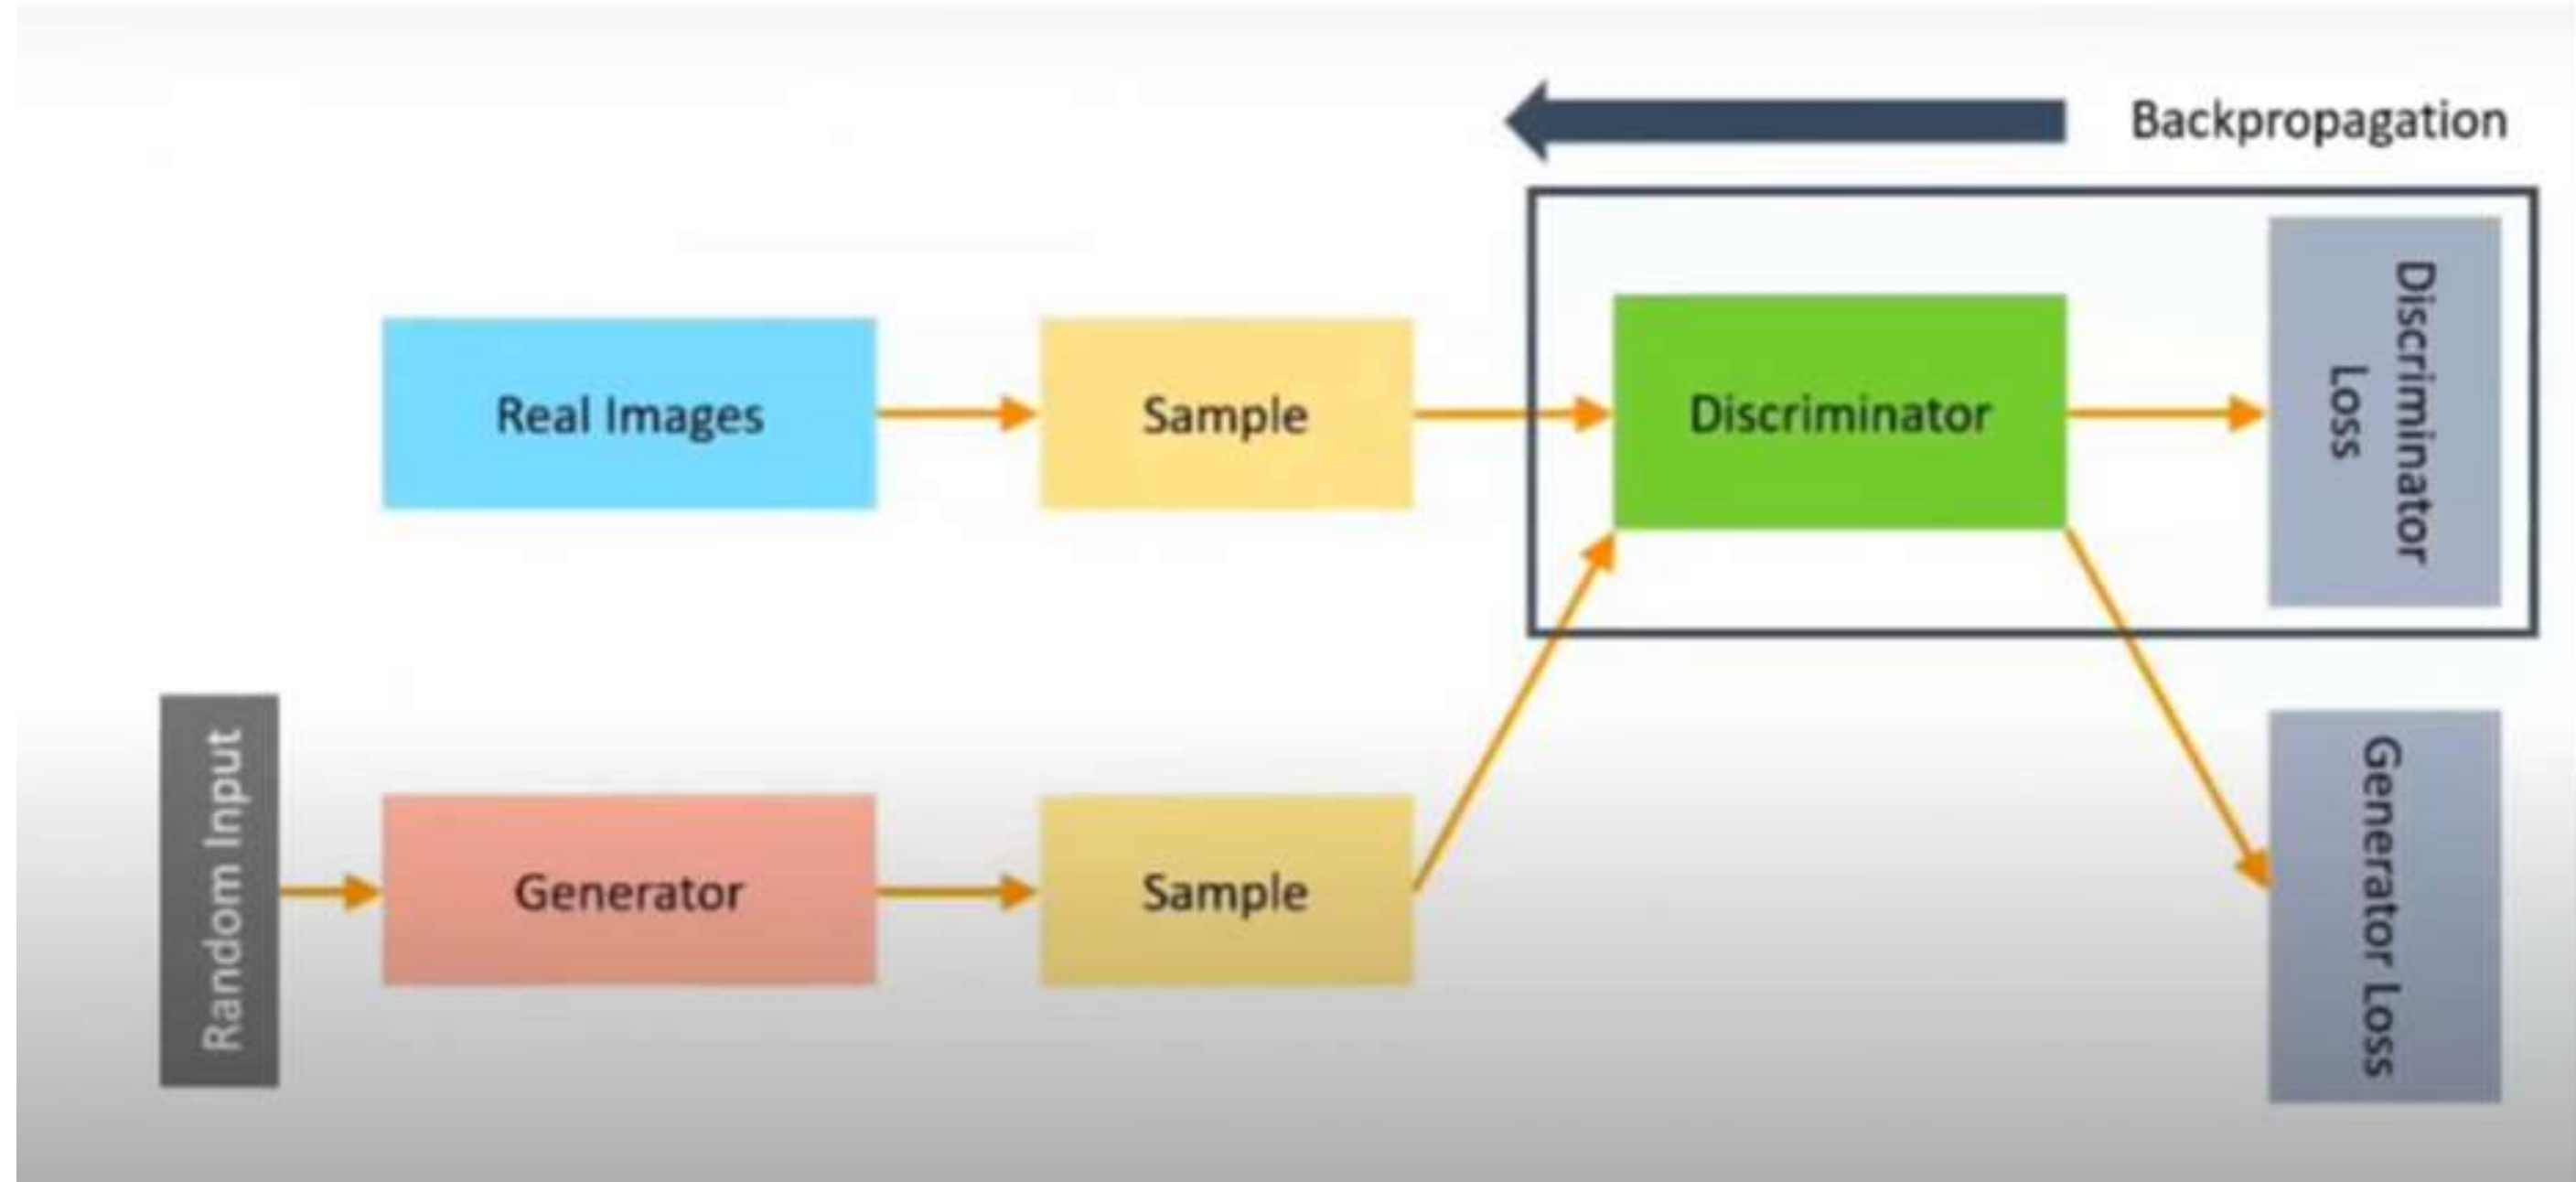 Backpropagation
Real Images
Sample
Discriminator
Discriminator
Loss
Random Input
Generator
Sample
Generator Loss